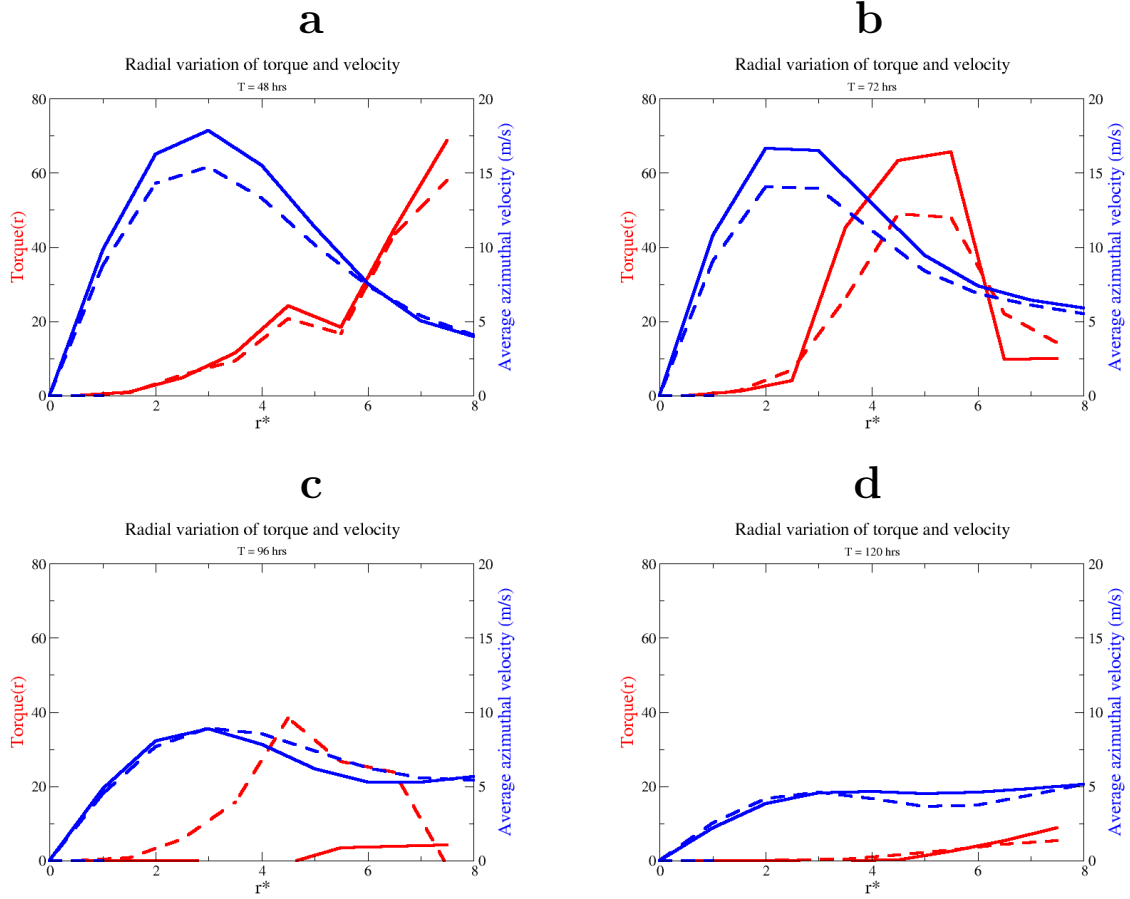 a
Radial variation of torque and velocity
T = 48 hrs
80
60
40
20
0
20
15
10
5
0
0
2
4
6
8
Torque(r)
Average azimuthal velocity (m/s)
r*
b
Radial variation of torque and velocity
T = 72 hrs
80
60
40
20
0
20
15
10
5
0
0
2
4
6
8
Torque(r)
Average azimuthal velocity (m/s)
r*
c
Radial variation of torque and velocity
T = 96 hrs
80
60
40
20
0
20
15
10
5
0
0
2
4
6
8
Torque(r)
Average azimuthal velocity (m/s)
r*
d
Radial variation of torque and velocity
T = 120 hrs
80
60
40
20
0
20
15
10
5
0
0
2
4
6
8
Torque(r)
Average azimuthal velocity (m/s)
r*